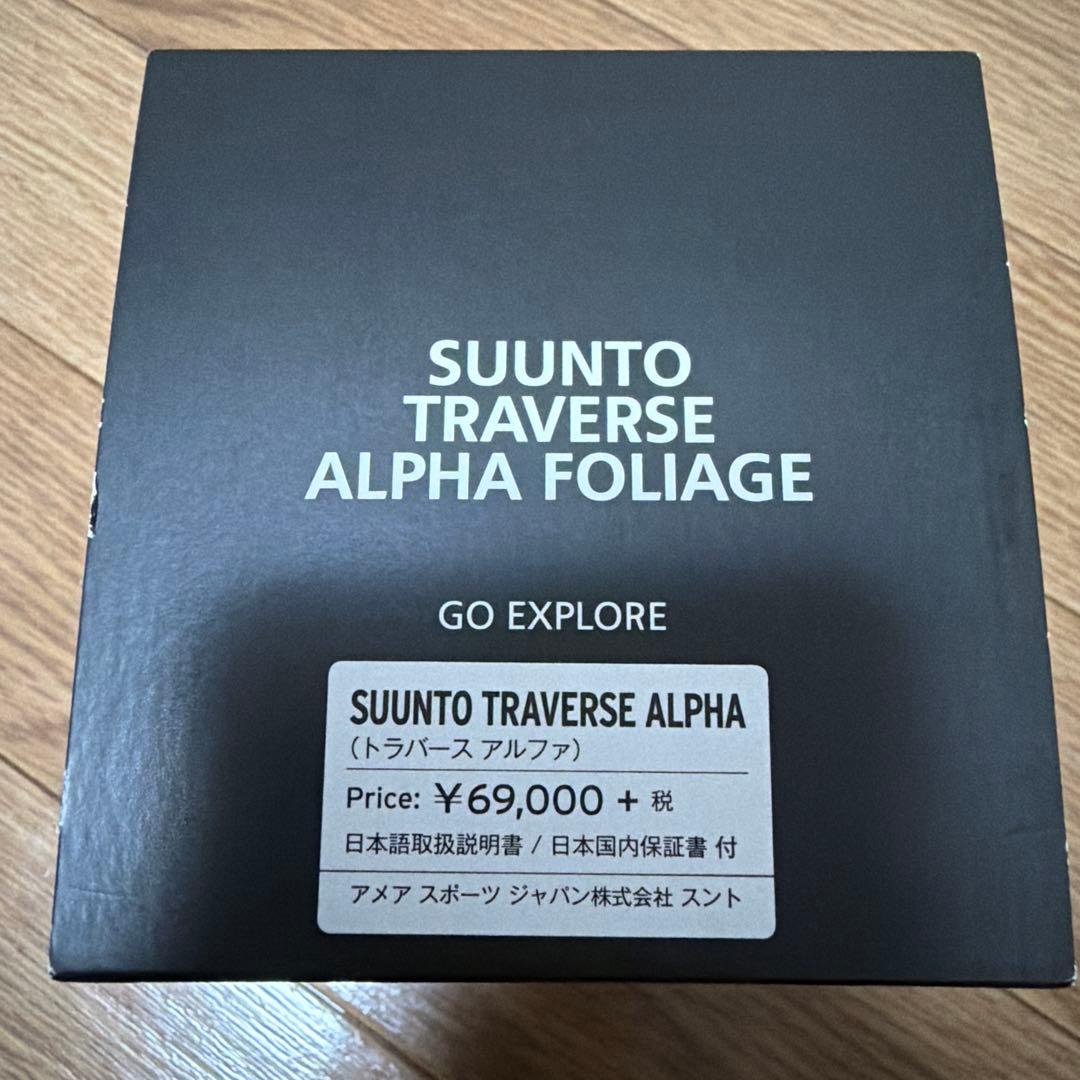 SUUNTO
TRAVERSE
ALPHA FOLIAGE
GO EXPLORE
SUUNTO TRAVERSE ALPHA
（トラバース アルファ）
Price: ￥69,000 + 税
日本語取扱説明書 / 日本国内保証書 付
アメア スポーツ ジャパン株式会社 スント